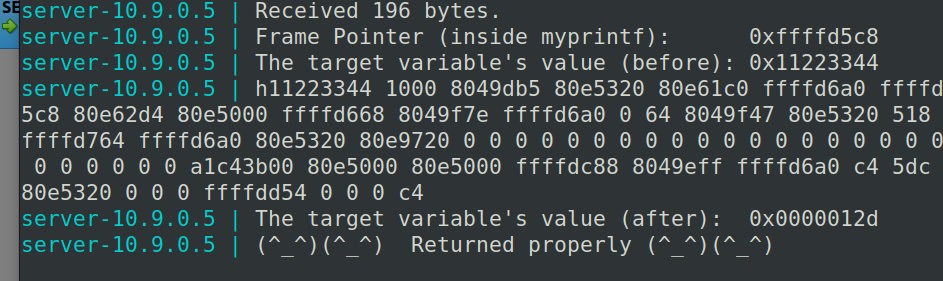 SE
server-10.9.0.5 | Received 196 bytes.
server-10.9.0.5 | Frame Pointer (inside myprintf):      0xffffd5c8
server-10.9.0.5 | The target variable's value (before): 0x11223344
server-10.9.0.5 | h11223344 1000 8049db5 80e5320 80e61c0 ffffd6a0 ffffd
5c8 80e62d4 80e5000 ffffd668 8049f7e ffffd6a0 0 64 8049f47 80e5320 518
ffffd764 ffffd6a0 80e5320 80e9720 0 0 0 0 0 0 0 0 0 0 0 0 0 0 0 0 0 0 0
 0 0 0 0 0 0 a1c43b00 80e5000 80e5000 ffffdc88 8049eff ffffd6a0 c4 5dc
80e5320 0 0 0 ffffdd54 0 0 0 c4
server-10.9.0.5 | The target variable's value (after):  0x0000012d
server-10.9.0.5 | (^_^)(^_^)  Returned properly (^_^)(^_^)